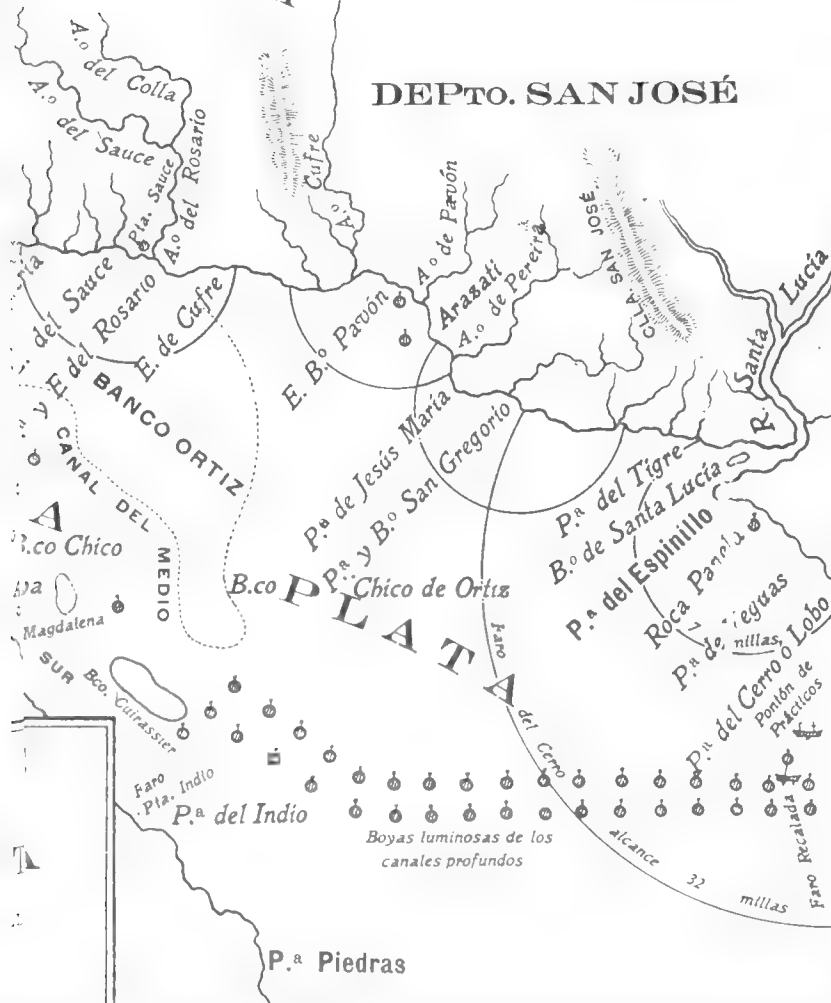 DEPTO. SAN JOSÉ
A.º del Colla
A.º del Sauce
Pta. Sauce
A.º del Rosario
A.º Cufre
A.º de Pavón
Arazati
A.º de Pereira
CLLA. SAN JOSÉ
R. Santa Lucía
del Sauce
y E. del Rosario
E. de Cufre
E. B.º Pavón
BANCO ORTIZ
CANAL DEL MEDIO
P.ª de Jesús María
P.ª y B.º San Gregorio
P.ª del Tigre
B.º de Santa Lucía
P.ª del Espinillo
Roca
P.ª del Cerro o Lobo
Pontón de
Prácticos
A
B.co Chico
Magdalena
B.co Chico de Ortiz
PLATA
SUR
Bco. Cuirassier
Faro
Pta. Indio
P.ª del Indio
Faro del Cerro alcance 32 millas
Boyas luminosas de los
canales profundos
Faro Recalada
P.ª Piedras